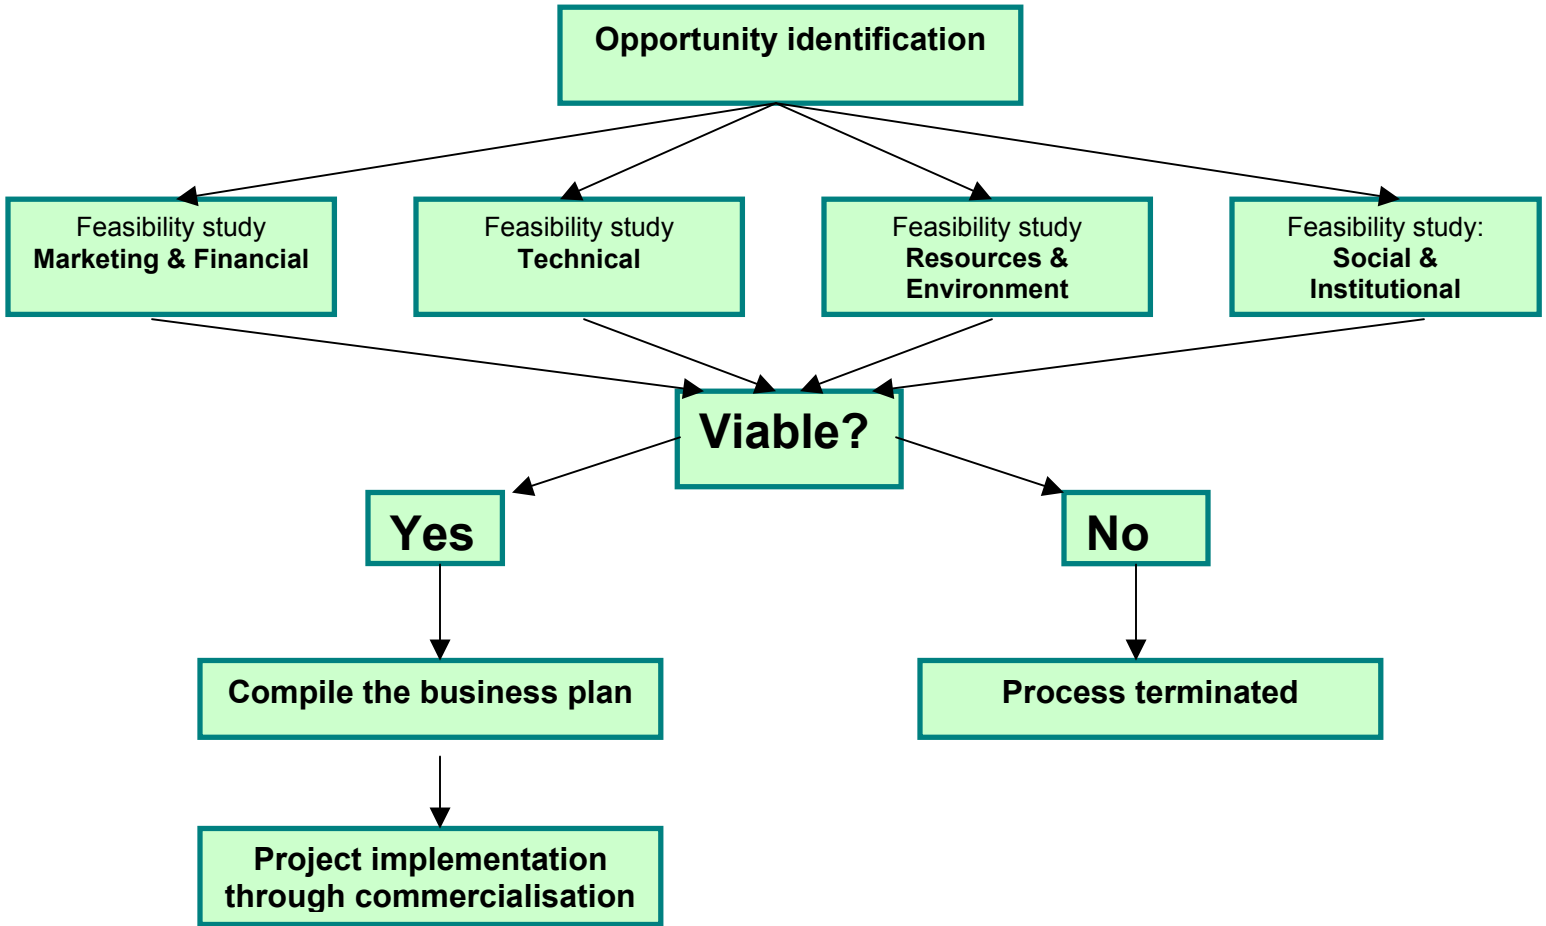 Opportunity identification
Feasibility study
Marketing & Financial
Feasibility study
Technical
Feasibility study
Resources &
Environment
Feasibility study:
Social &
Institutional
Viable?
Yes
No
Compile the business plan
Process terminated
Project implementation
through commercialisation